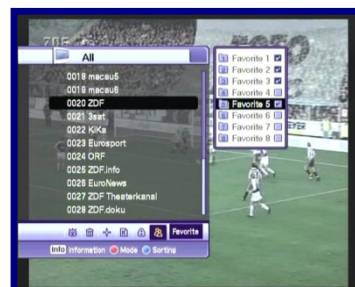 All
0018 macau5
0019 macau6
0020 ZDF
0021 3sat
0022 KiKa
0023 Eurosport
0024 ORF
0025 ZDF.info
0026 EuroNews
0027 ZDF Theaterkanal
0028 ZDF.doku
Favorite 1
Favorite 2
Favorite 3
Favorite 4
Favorite 5
Favorite 6
Favorite 7
Favorite 8
Favorite
Info Information Mode Sorting